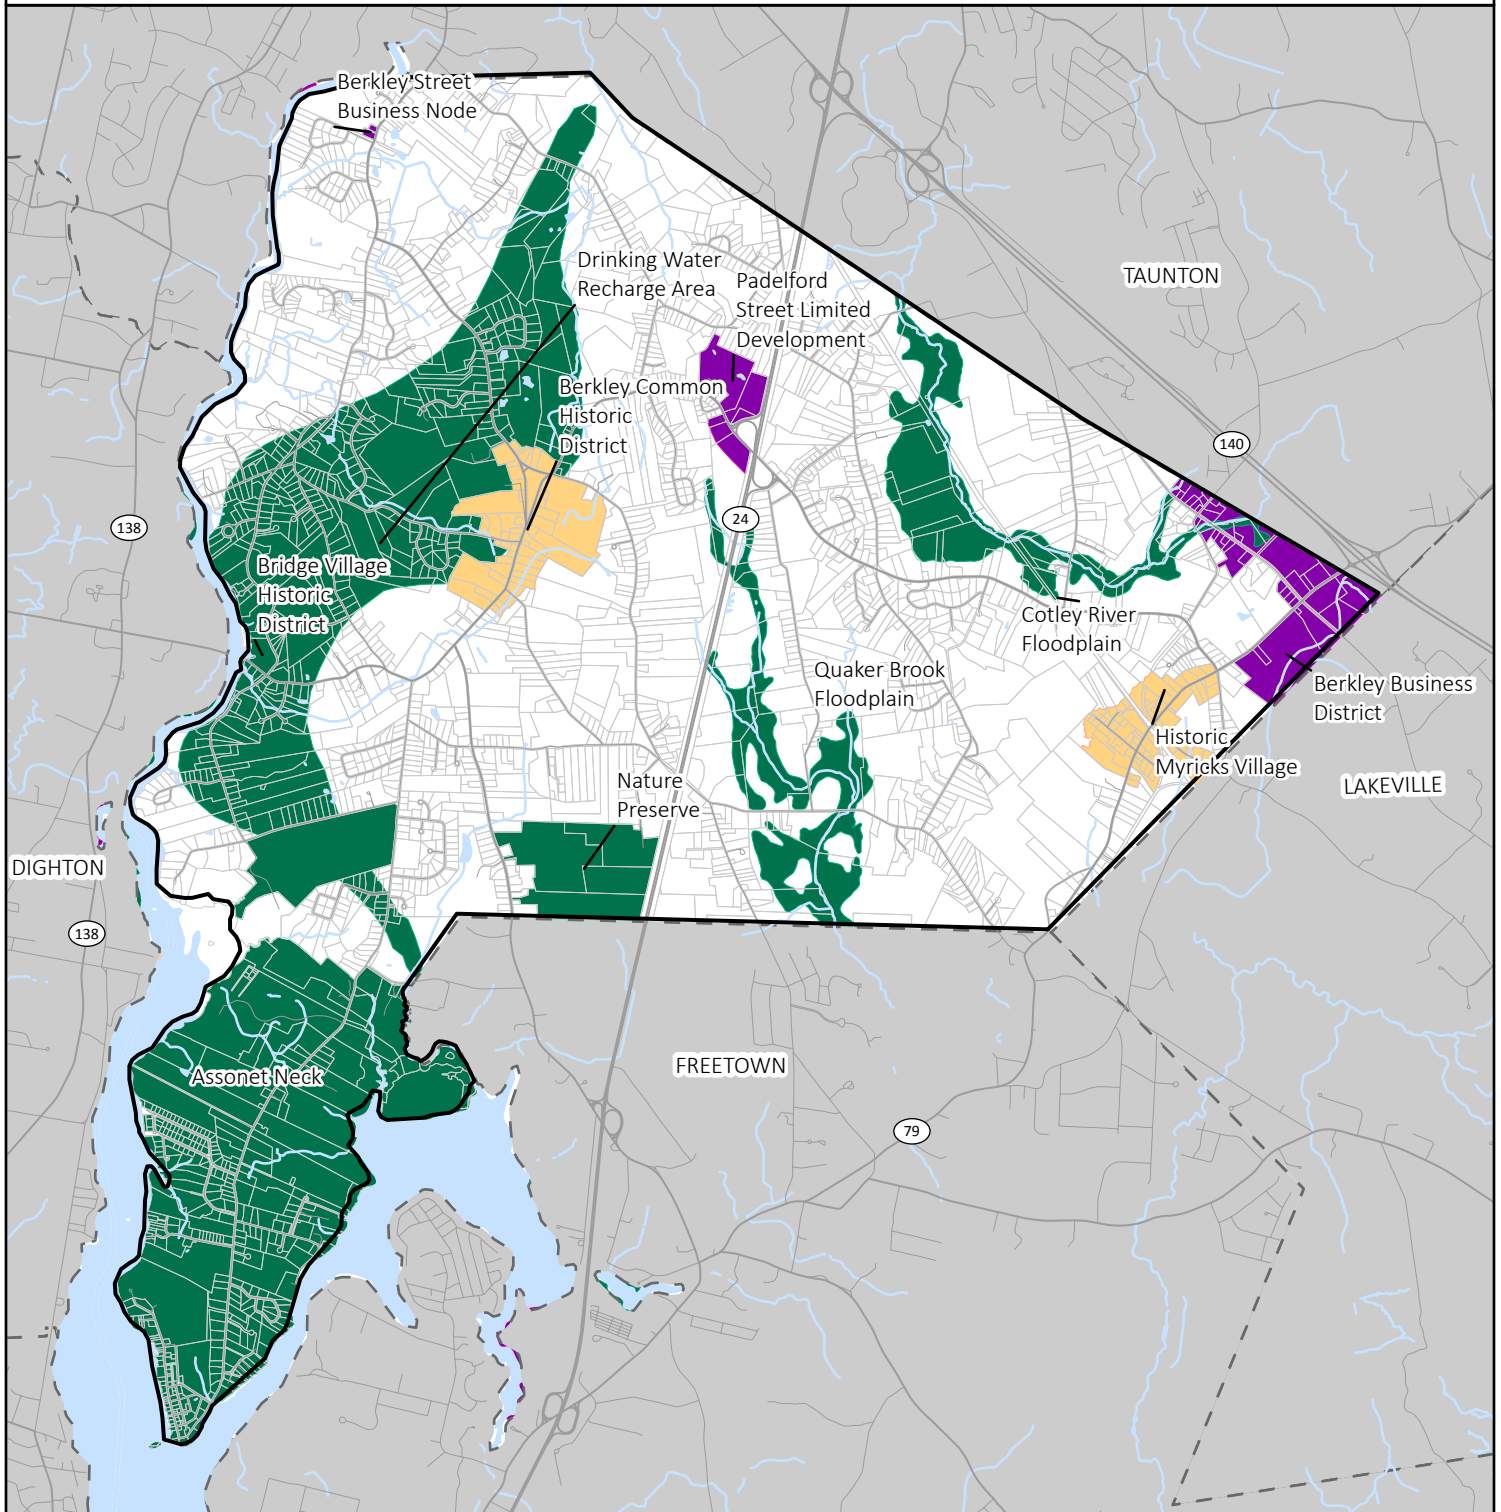 Berkley Street
Business Node
Drinking Water
Recharge Area
Padelford
Street Limited
Development
TAUNTON
Berkley Common
Historic
District
140
138
24
Bridge Village
Historic
District
Cotley River
Floodplain
Quaker Brook
Floodplain
Berkley Business
District
Historic
Myricks Village
Nature
Preserve
LAKEVILLE
DIGHTON
138
FREETOWN
Assonet Neck
79